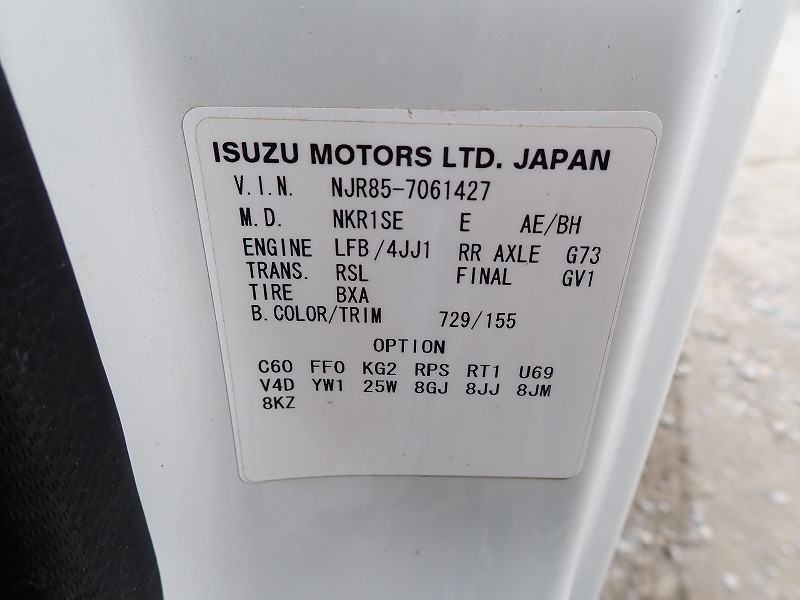 ISUZU MOTORS LTD. JAPAN
V.I.N. NJR85-7061427
M.D. NKR1SE E AE/BH
ENGINE LFB/4JJ1 RR AXLE G73
TRANS. RSL FINAL GV1
TIRE BXA
B.COLOR/TRIM 729/155
OPTION
C60 FF0 KG2 RPS RT1 U69
V4D YW1 25W 8GJ 8JJ 8JM
8KZ